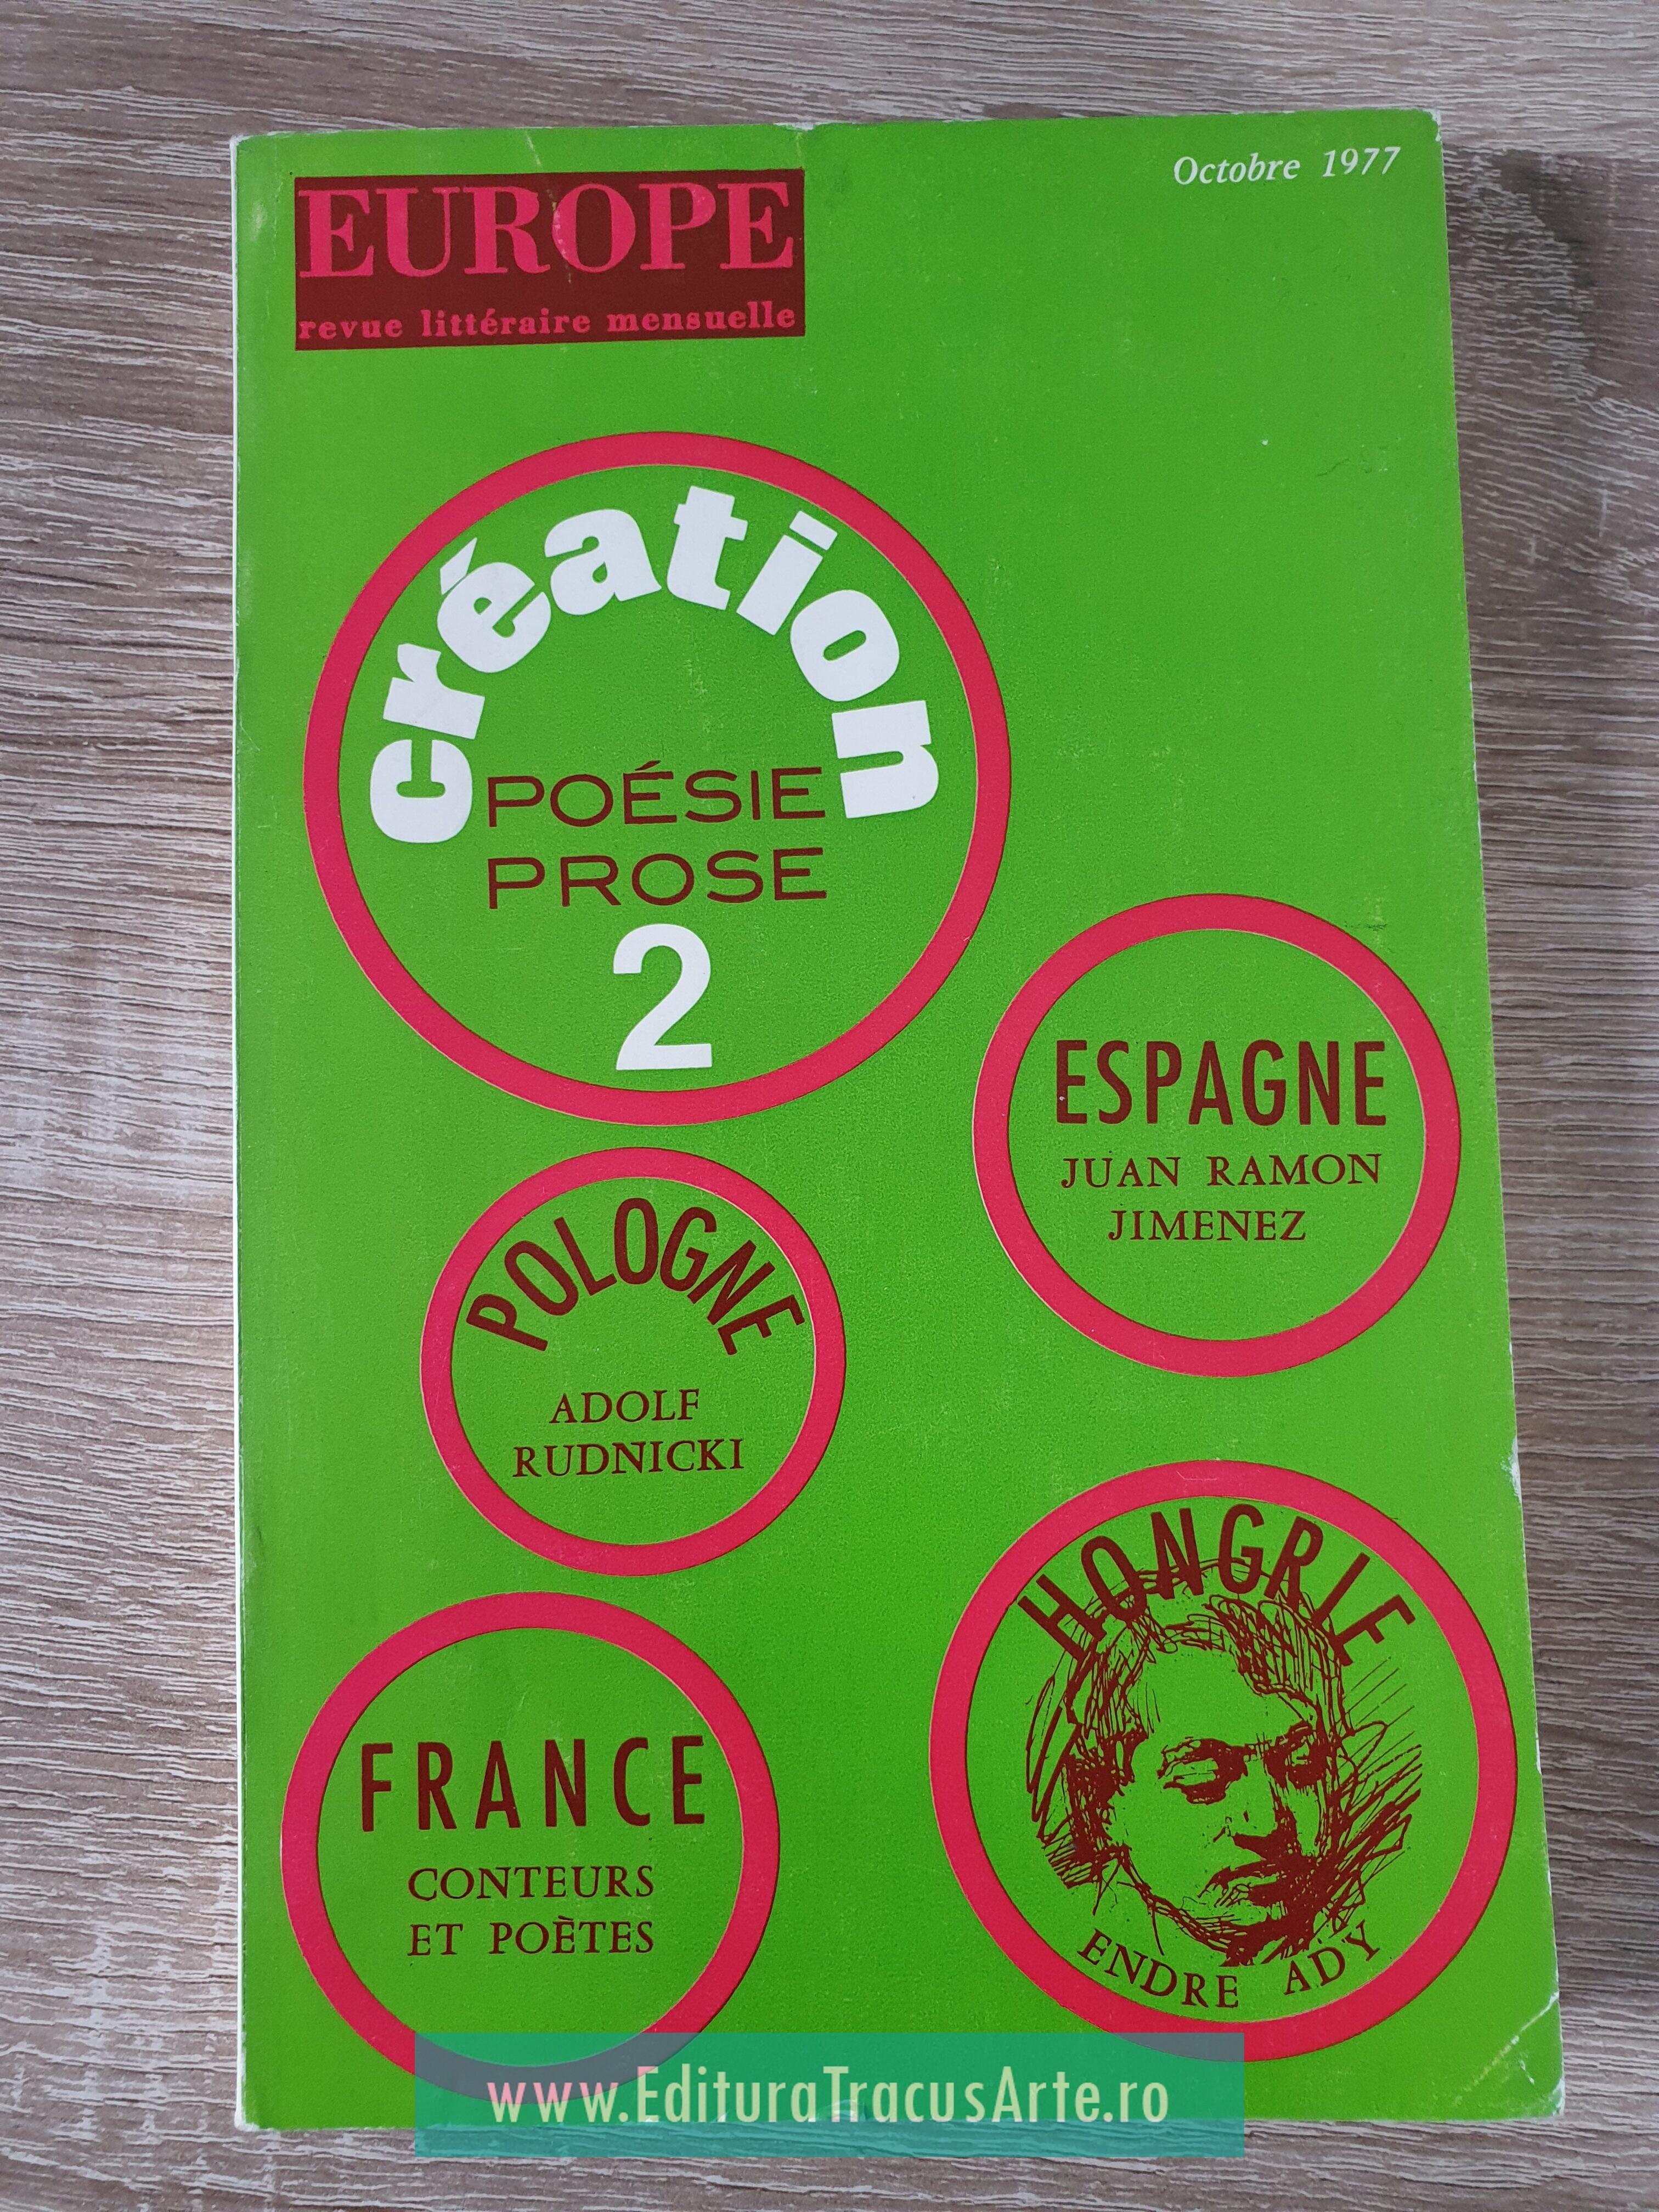 Octobre 1977
EUROPE
revue littéraire mensuelle
création
POÉSIE
PROSE
2
ESPAGNE
JUAN RAMON
JIMENEZ
POLOGNE
ADOLF
RUDNICKI
HONGRIE
ENDRE ADY
FRANCE
CONTEURS
ET POÈTES
www.EdituraTracusArte.ro